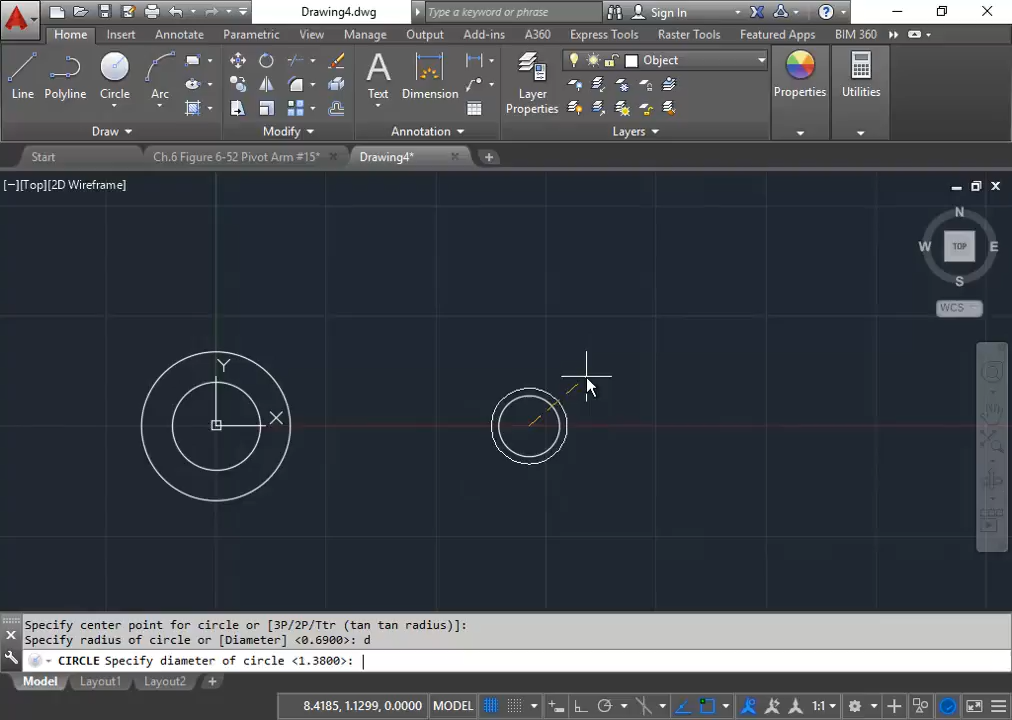 Drawing4.dwg
Type a keyword or phrase
Sign In
Home Insert Annotate Parametric View Manage Output Add-ins A360 Express Tools Raster Tools Featured Apps BIM 360
Line Polyline Circle Arc
Text Dimension
Layer
Properties
Object
Properties
Utilities
Draw Modify Annotation Layers
Start Ch.6 Figure 6-52 Pivot Arm #15* Drawing4*
[−][Top][2D Wireframe]
N
W TOP E
S
WCS
Y
X
Specify center point for circle or [3P/2P/Ttr (tan tan radius)]:
Specify radius of circle or [Diameter] <0.6900>: d
CIRCLE Specify diameter of circle <1.3800>:
Model Layout1 Layout2 +
8.4185, 1.1299, 0.0000 MODEL 1:1